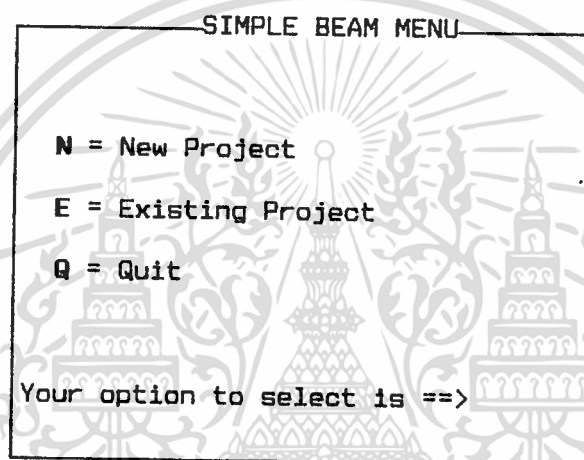 SIMPLE BEAM MENU
N = New Project
E = Existing Project
Q = Quit
Your option to select is ==>